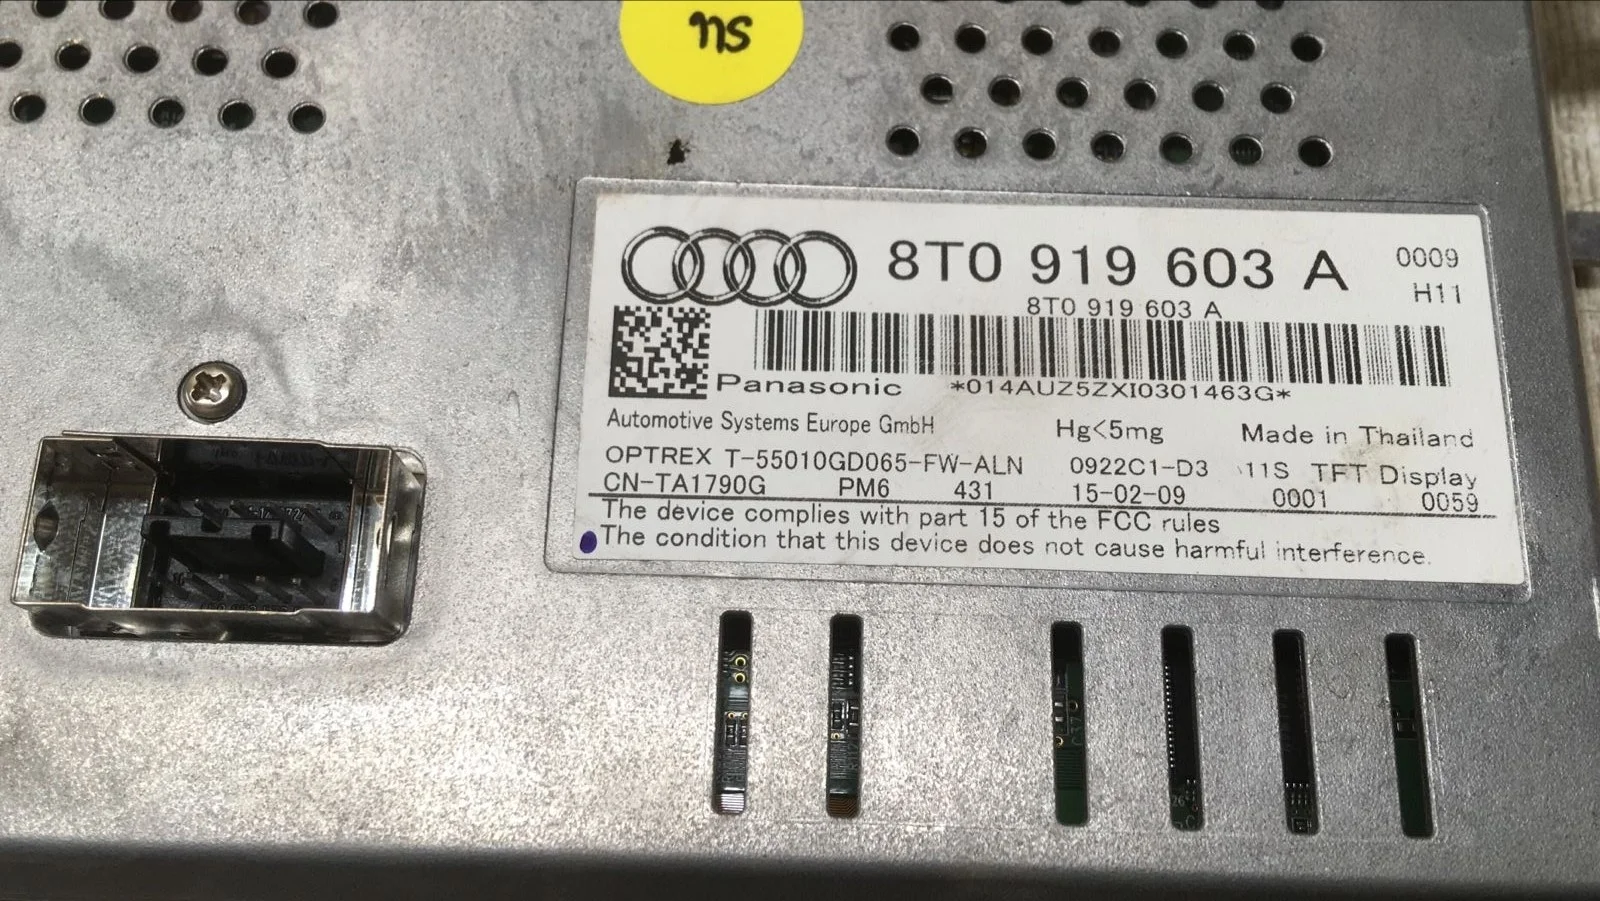 ns
8T0 919 603 A
0009
H11
8T0 919 603 A
Panasonic *014AUZ5ZXI0301463G*
Automotive Systems Europe GmbH Hg<5mg Made in Thailand
OPTREX T-55010GD065-FW-ALN 0922C1-D3 11S TFT Display
CN-TA1790G PM6 431 15-02-09 0001 0059
The device complies with part 15 of the FCC rules
The condition that this device does not cause harmful interference.